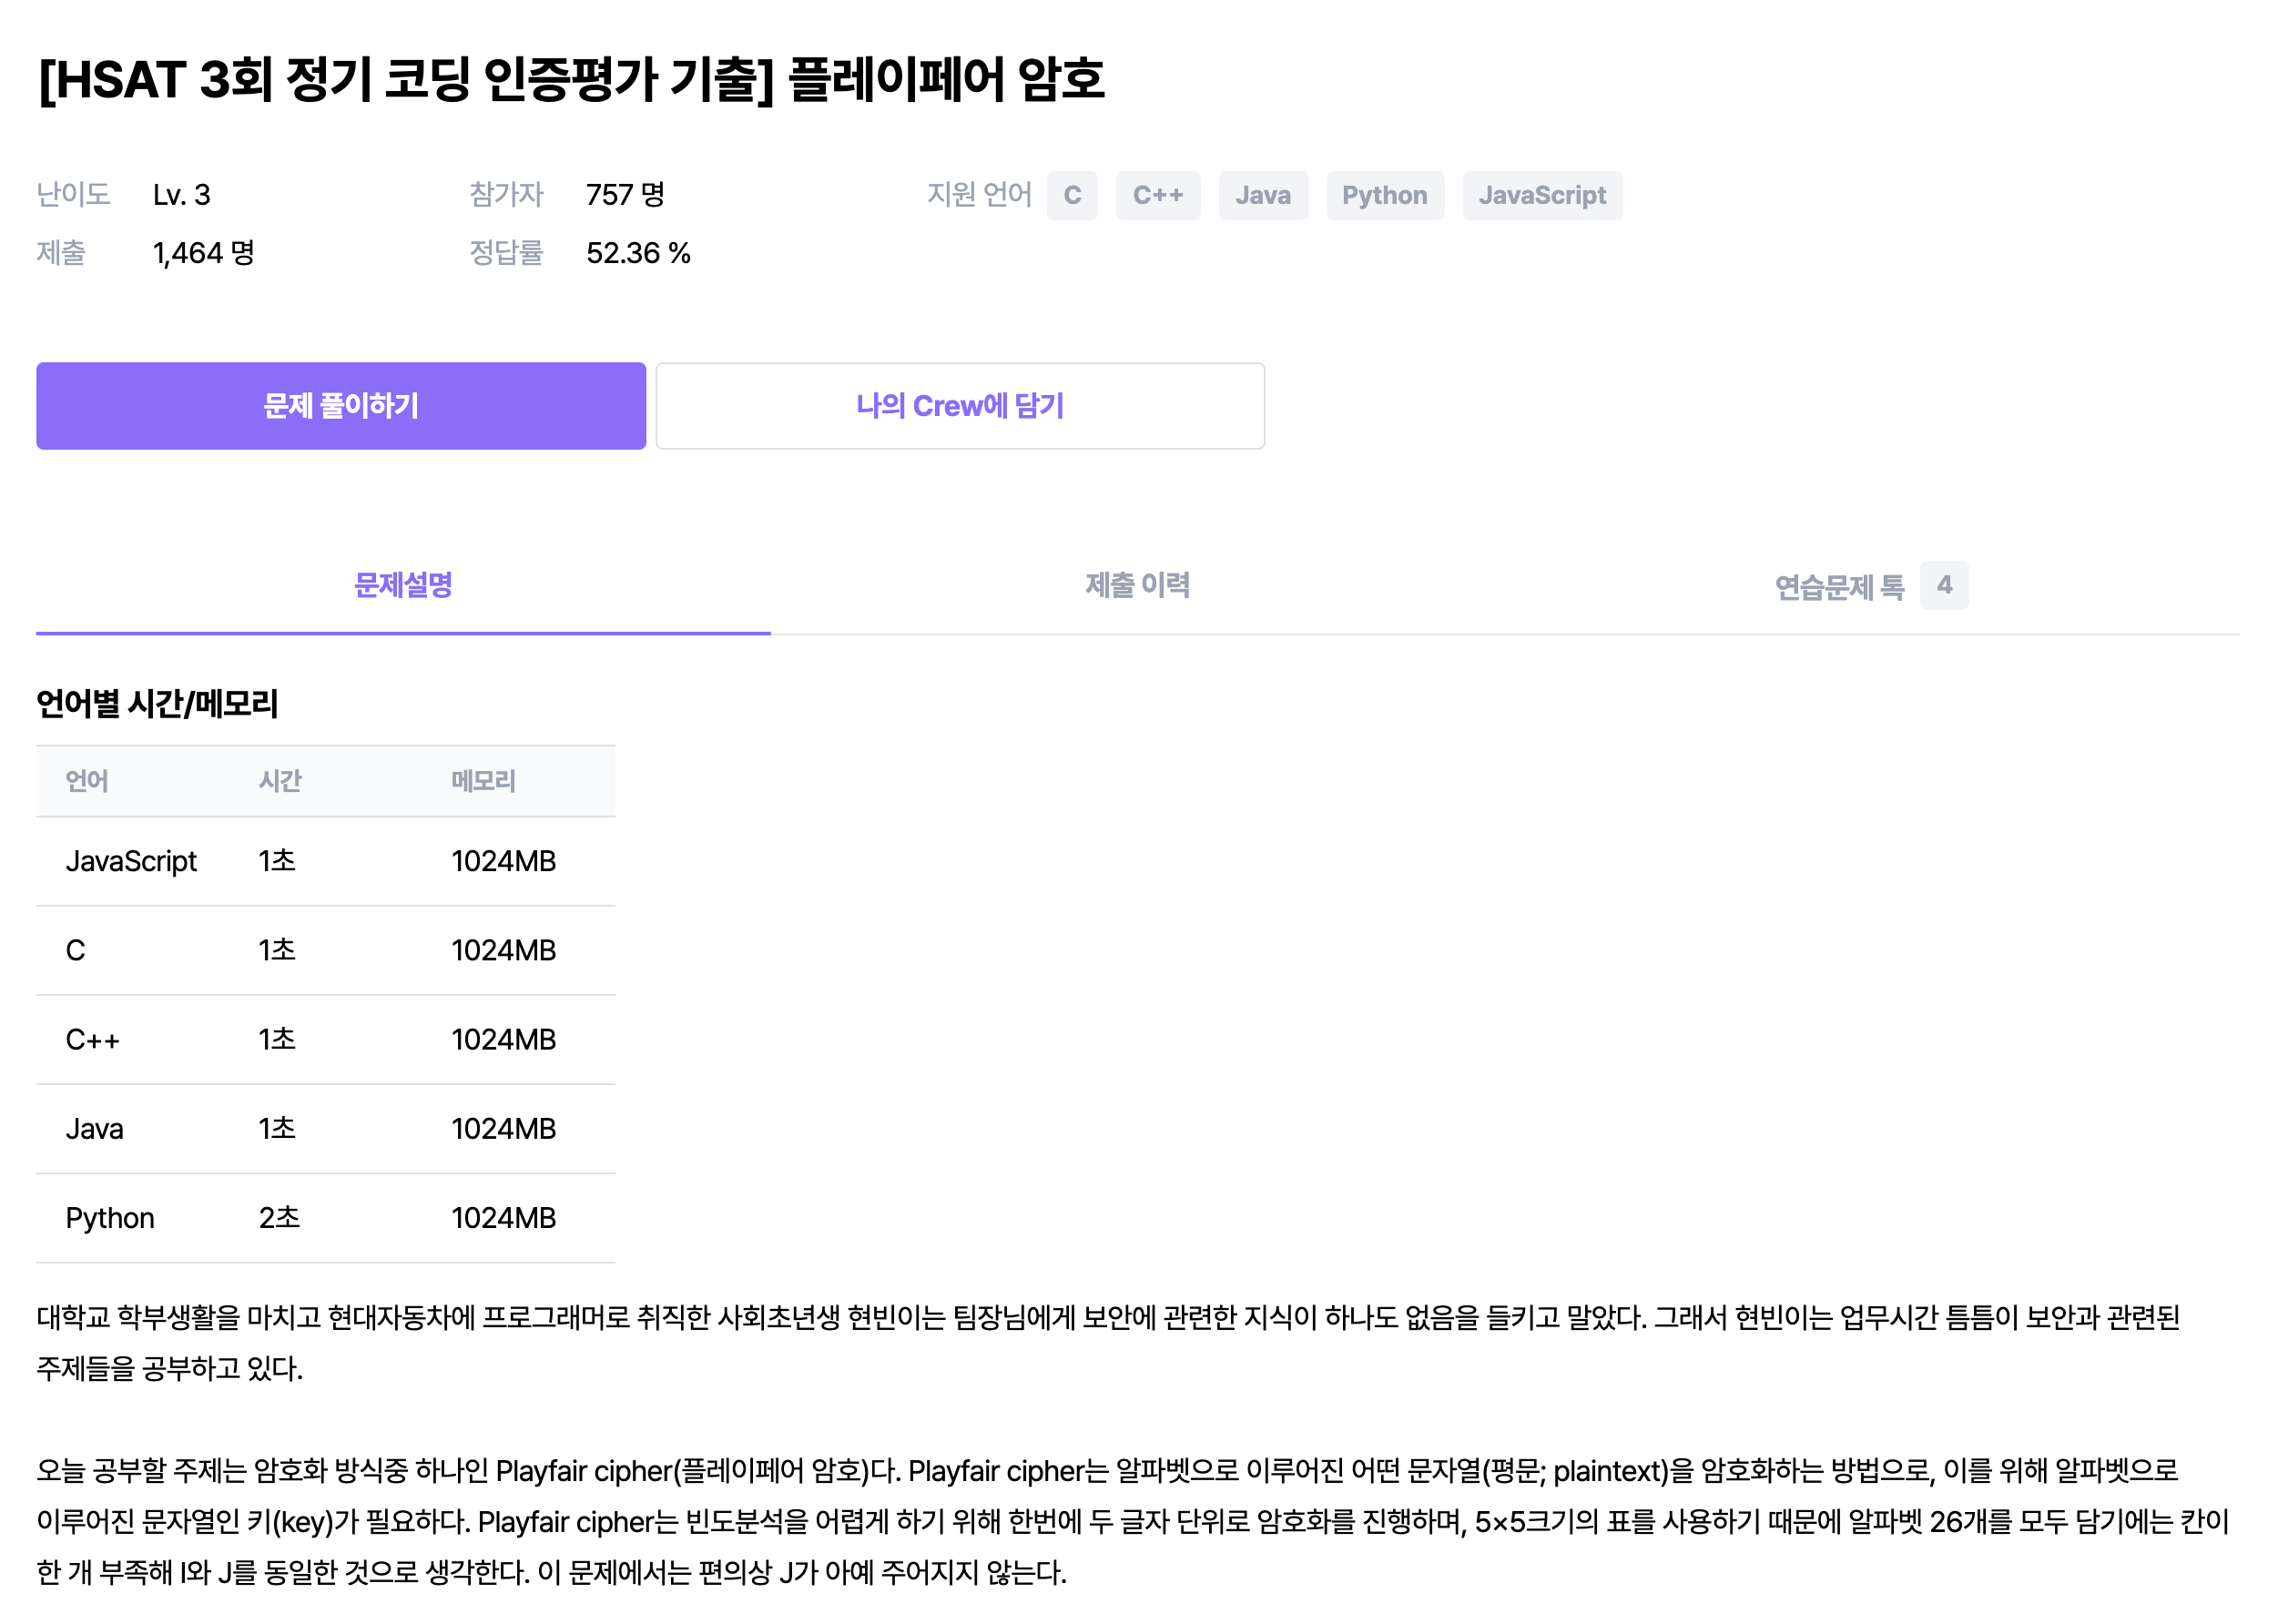 [HSAT 3회 정기 코딩 인증평가 기출] 플레이페어 암호
난이도 Lv. 3 참가자 757 명 지원 언어 C C++ Java Python JavaScript
제출 1,464 명 정답률 52.36 %
문제 풀이하기 나의 Crew에 담기
문제설명 제출 이력 연습문제 톡 4
언어별 시간/메모리
언어 시간 메모리
JavaScript 1초 1024MB
C 1초 1024MB
C++ 1초 1024MB
Java 1초 1024MB
Python 2초 1024MB
대학교 학부생활을 마치고 현대자동차에 프로그래머로 취직한 사회초년생 현빈이는 팀장님에게 보안에 관련한 지식이 하나도 없음을 들키고 말았다. 그래서 현빈이는 업무시간 틈틈이 보안과 관련된
주제들을 공부하고 있다.
오늘 공부할 주제는 암호화 방식중 하나인 Playfair cipher(플레이페어 암호)다. Playfair cipher는 알파벳으로 이루어진 어떤 문자열(평문; plaintext)을 암호화하는 방법으로, 이를 위해 알파벳으로
이루어진 문자열인 키(key)가 필요하다. Playfair cipher는 빈도분석을 어렵게 하기 위해 한번에 두 글자 단위로 암호화를 진행하며, 5×5크기의 표를 사용하기 때문에 알파벳 26개를 모두 담기에는 칸이
한 개 부족해 I와 J를 동일한 것으로 생각한다. 이 문제에서는 편의상 J가 아예 주어지지 않는다.